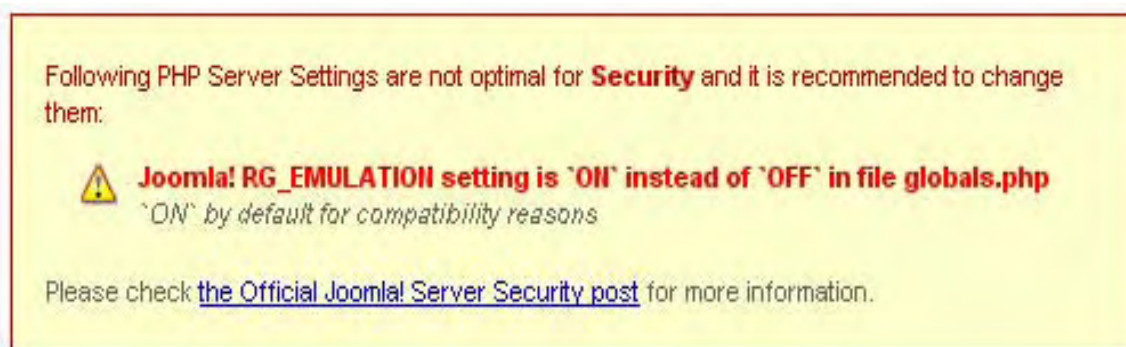 Following PHP Server Settings are not optimal for Security and it is recommended to change
them:
Joomla! RG_EMULATION setting is `ON` instead of `OFF` in file globals.php
`ON` by default for compatibility reasons
Please check the Official Joomla! Server Security post for more information.